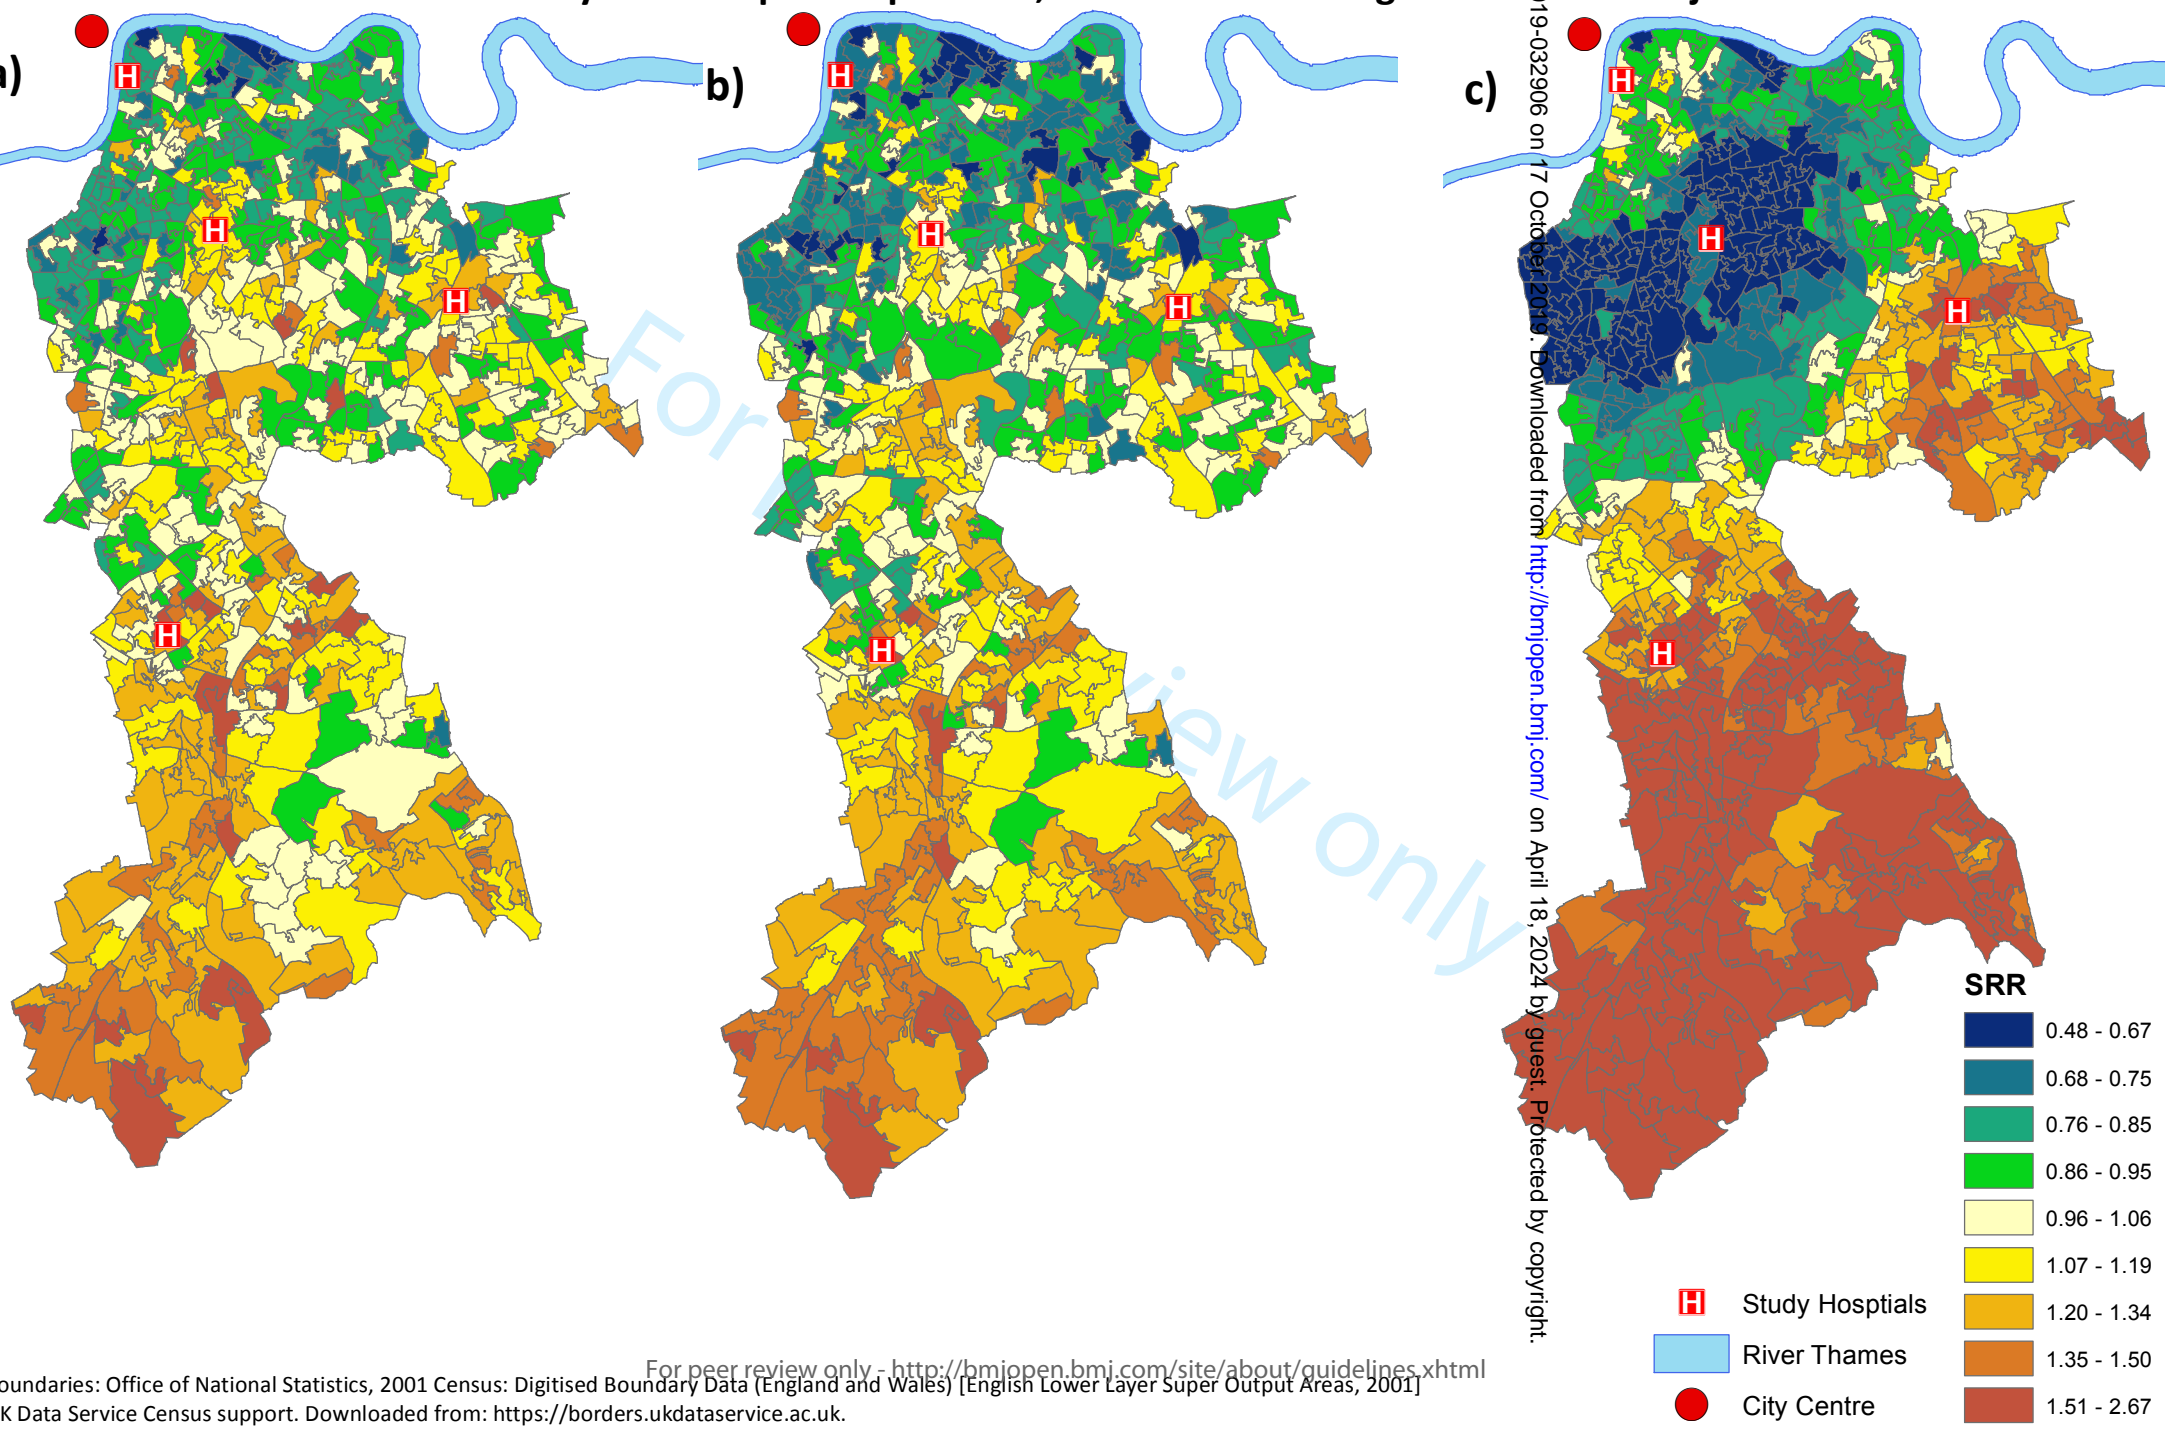 a)
b)
c)
H
H
H
H
H
H
H
H
H
H
H
H
For
view only
019-032906 on 17 October 2019. Downloaded from http://bmjopen.bmj.com/ on April 18, 2024 by guest. Protected by copyright.
SRR
0.48 - 0.67
0.68 - 0.75
0.76 - 0.85
0.86 - 0.95
0.96 - 1.06
1.07 - 1.19
1.20 - 1.34
1.35 - 1.50
1.51 - 2.67
H Study Hosptials
River Thames
City Centre
For peer review only - http://bmjopen.bmj.com/site/about/guidelines.xhtml
oundaries: Office of National Statistics, 2001 Census: Digitised Boundary Data (England and Wales) [English Lower Layer Super Output Areas, 2001]
K Data Service Census support. Downloaded from: https://borders.ukdataservice.ac.uk.